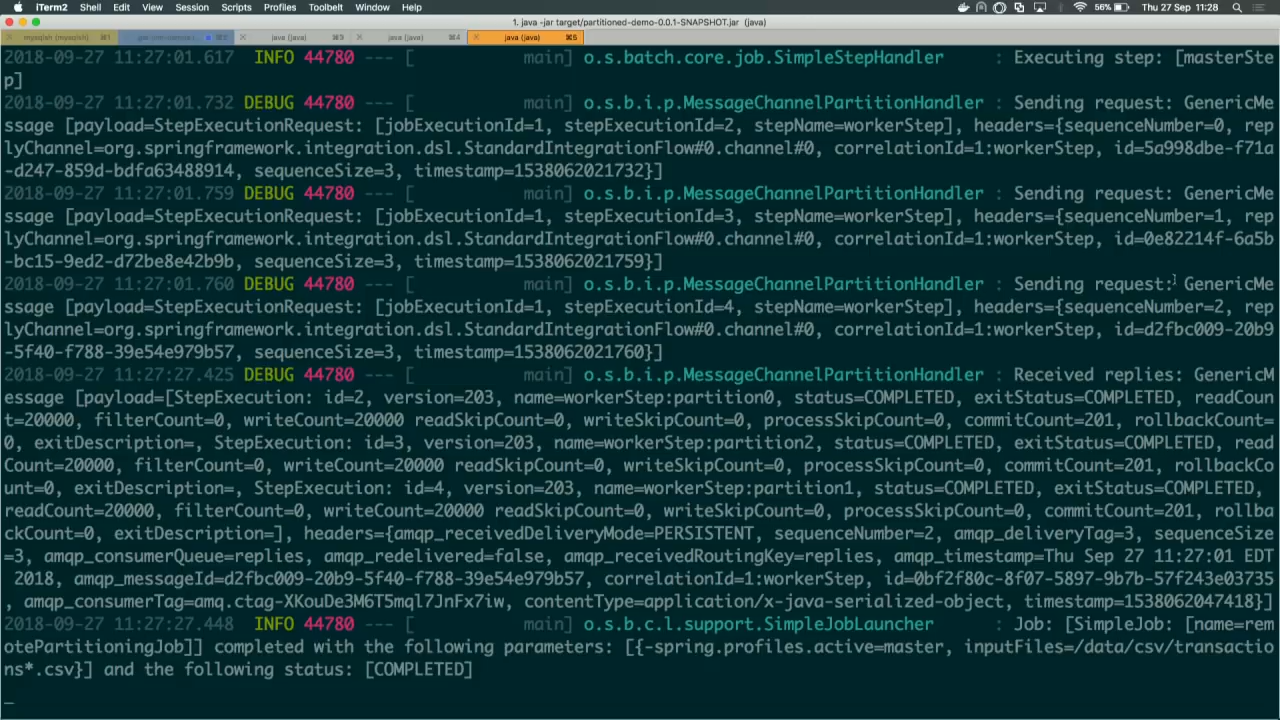 iTerm2 Shell Edit View Session Scripts Profiles Toolbelt Window Help 56% Thu 27 Sep 11:28
1. java -jar target/partitioned-demo-0.0.1-SNAPSHOT.jar (java)
mysqlsh (mysqlsh) ⌘1 ⌘2 java (java) ⌘3 java (java) ⌘4 java (java) ⌘5
2018-09-27 11:27:01.617 INFO 44780 --- [ main] o.s.batch.core.job.SimpleStepHandler : Executing step: [masterSte
p]
2018-09-27 11:27:01.732 DEBUG 44780 --- [ main] o.s.b.i.p.MessageChannelPartitionHandler : Sending request: GenericMe
ssage [payload=StepExecutionRequest: [jobExecutionId=1, stepExecutionId=2, stepName=workerStep], headers={sequenceNumber=0, rep
lyChannel=org.springframework.integration.dsl.StandardIntegrationFlow#0.channel#0, correlationId=1:workerStep, id=5a998dbe-f71a
-d247-859d-bdfa63488914, sequenceSize=3, timestamp=1538062021732}]
2018-09-27 11:27:01.759 DEBUG 44780 --- [ main] o.s.b.i.p.MessageChannelPartitionHandler : Sending request: GenericMe
ssage [payload=StepExecutionRequest: [jobExecutionId=1, stepExecutionId=3, stepName=workerStep], headers={sequenceNumber=1, rep
lyChannel=org.springframework.integration.dsl.StandardIntegrationFlow#0.channel#0, correlationId=1:workerStep, id=0e82214f-6a5b
-bc15-9ed2-d72be8e42b9b, sequenceSize=3, timestamp=1538062021759}]
2018-09-27 11:27:01.760 DEBUG 44780 --- [ main] o.s.b.i.p.MessageChannelPartitionHandler : Sending request: GenericMe
ssage [payload=StepExecutionRequest: [jobExecutionId=1, stepExecutionId=4, stepName=workerStep], headers={sequenceNumber=2, rep
lyChannel=org.springframework.integration.dsl.StandardIntegrationFlow#0.channel#0, correlationId=1:workerStep, id=d2fbc009-20b9
-5f40-f788-39e54e979b57, sequenceSize=3, timestamp=1538062021760}]
2018-09-27 11:27:27.425 DEBUG 44780 --- [ main] o.s.b.i.p.MessageChannelPartitionHandler : Received replies: GenericM
essage [payload=[StepExecution: id=2, version=203, name=workerStep:partition0, status=COMPLETED, exitStatus=COMPLETED, readCoun
t=20000, filterCount=0, writeCount=20000 readSkipCount=0, writeSkipCount=0, processSkipCount=0, commitCount=201, rollbackCount=
0, exitDescription=, StepExecution: id=3, version=203, name=workerStep:partition2, status=COMPLETED, exitStatus=COMPLETED, read
Count=20000, filterCount=0, writeCount=20000 readSkipCount=0, writeSkipCount=0, processSkipCount=0, commitCount=201, rollbackCo
unt=0, exitDescription=, StepExecution: id=4, version=203, name=workerStep:partition1, status=COMPLETED, exitStatus=COMPLETED, 
readCount=20000, filterCount=0, writeCount=20000 readSkipCount=0, writeSkipCount=0, processSkipCount=0, commitCount=201, rollba
ckCount=0, exitDescription=], headers={amqp_receivedDeliveryMode=PERSISTENT, sequenceNumber=2, amqp_deliveryTag=3, sequenceSize
=3, amqp_consumerQueue=replies, amqp_redelivered=false, amqp_receivedRoutingKey=replies, amqp_timestamp=Thu Sep 27 11:27:01 EDT
2018, amqp_messageId=d2fbc009-20b9-5f40-f788-39e54e979b57, correlationId=1:workerStep, id=0bf2f80c-8f07-5897-9b7b-57f243e03735
, amqp_consumerTag=amq.ctag-XKouDe3M6T5mql7JnFx7iw, contentType=application/x-java-serialized-object, timestamp=1538062047418}]
2018-09-27 11:27:27.448 INFO 44780 --- [ main] o.s.b.c.l.support.SimpleJobLauncher : Job: [SimpleJob: [name=rem
otePartitioningJob]] completed with the following parameters: [{-spring.profiles.active=master, inputFiles=/data/csv/transactio
ns*.csv}] and the following status: [COMPLETED]